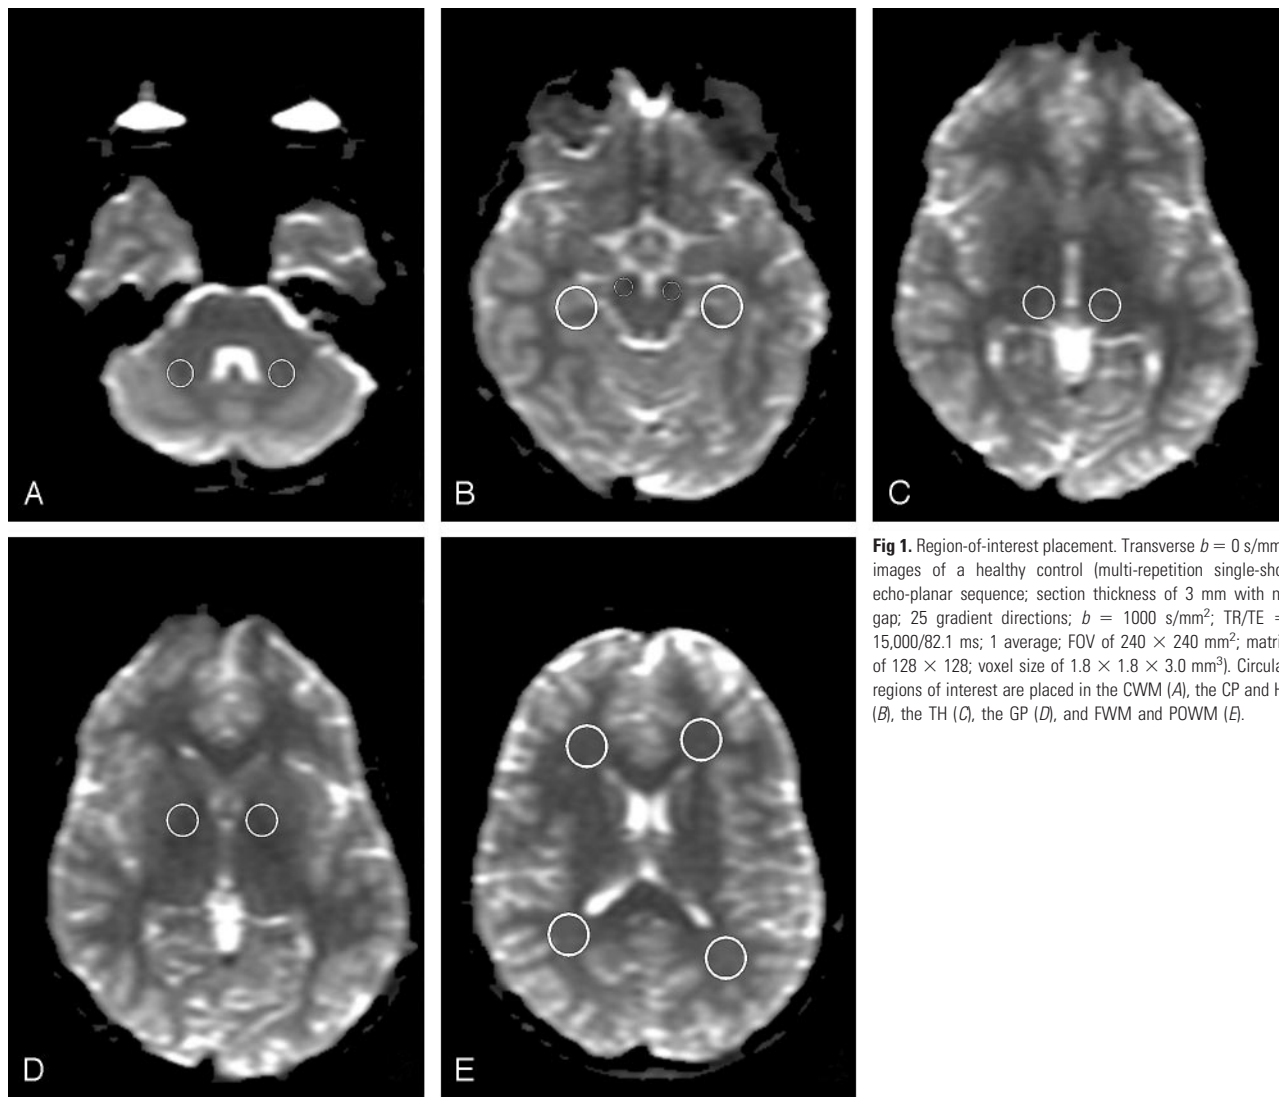 A
B
C
Fig 1. Region-of-interest placement. Transverse b = 0 s/mm
images of a healthy control (multi-repetition single-sho
echo-planar sequence; section thickness of 3 mm with n
gap; 25 gradient directions; b = 1000 s/mm²; TR/TE =
15,000/82.1 ms; 1 average; FOV of 240 × 240 mm²; matri
of 128 × 128; voxel size of 1.8 × 1.8 × 3.0 mm³). Circula
regions of interest are placed in the CWM (A), the CP and H
(B), the TH (C), the GP (D), and FWM and POWM (E).
D
E